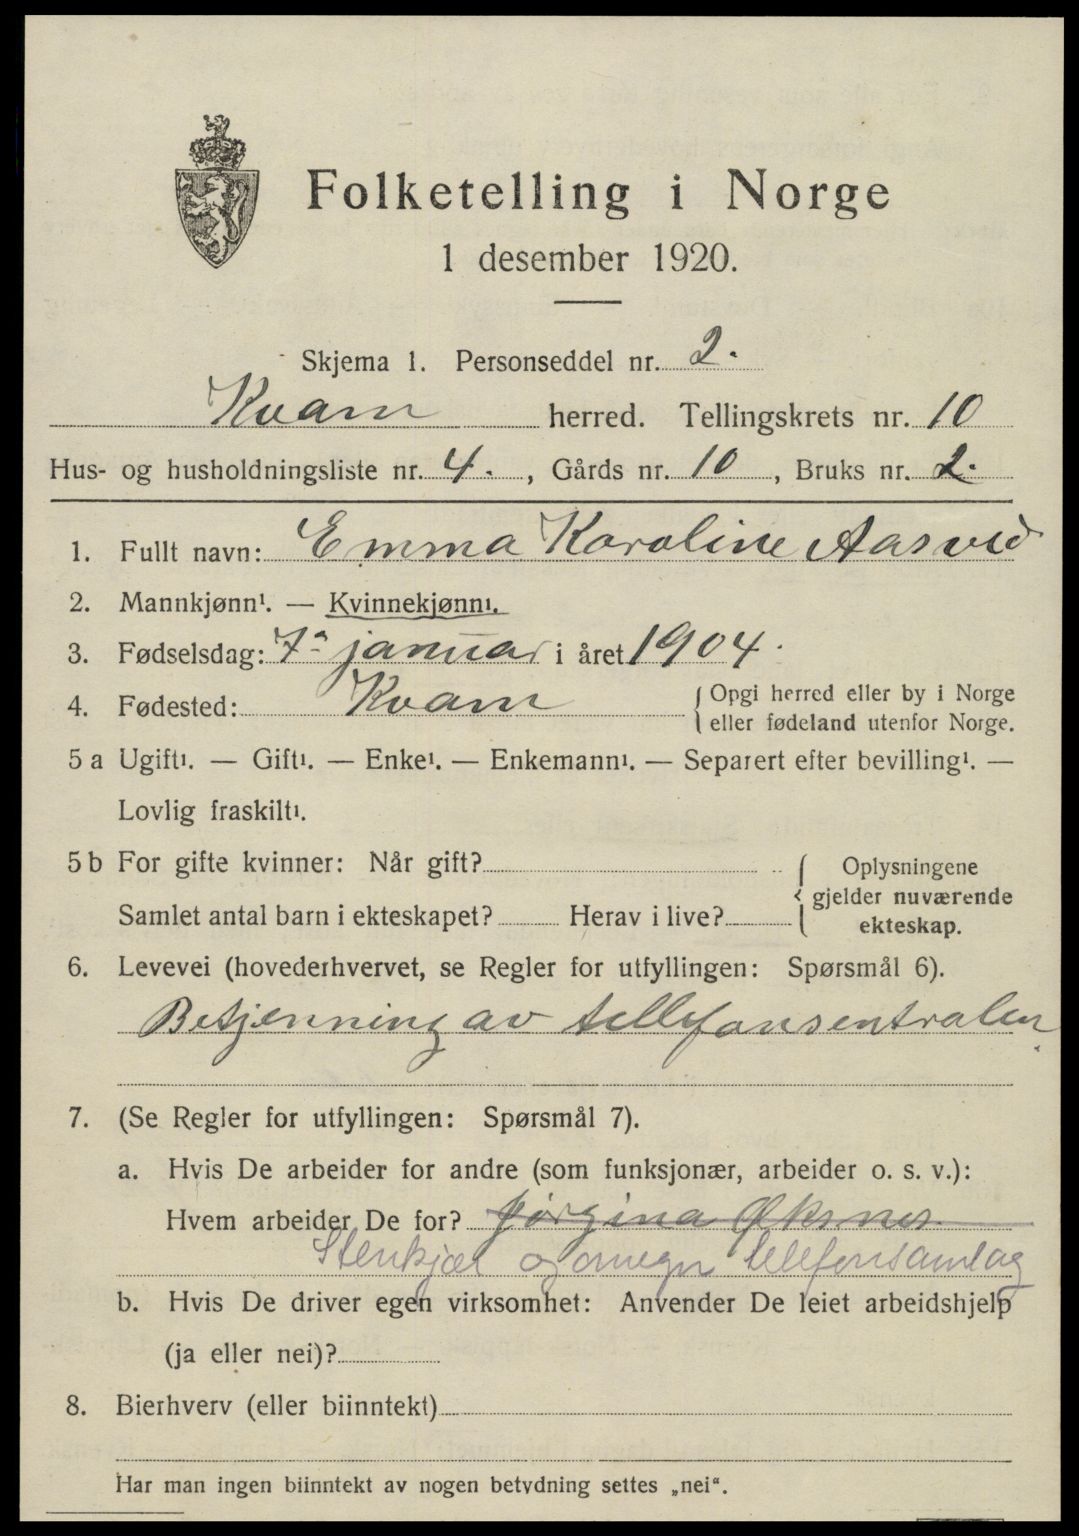 Folketelling i Norge
1 desember 1920.
Skjema 1. Personseddel nr. 2.
Kvam herred. Tellingskrets nr. 10
Hus- og husholdningsliste nr. 4. , Gårds nr. 10 , Bruks nr. 2.
1. Fullt navn: Emma Karoline Aasvid
2. Mannkjønn¹. — Kvinnekjønn¹.
3. Fødselsdag: 7de januar i året 1904.
4. Fødested: Kvam { Opgi herred eller by i Norge
eller fødeland utenfor Norge.
5 a Ugift¹. — Gift¹. — Enke¹. — Enkemann¹. — Separert efter bevilling¹. —
Lovlig fraskilt¹.
5 b For gifte kvinner: Når gift? { Oplysningene
gjelder nuværende
ekteskap.
Samlet antal barn i ekteskapet? Herav i live?
6. Levevei (hovederhvervet, se Regler for utfyllingen: Spørsmål 6).
Betjenning av tellefonsentralen.
7. (Se Regler for utfyllingen: Spørsmål 7).
a. Hvis De arbeider for andre (som funksjonær, arbeider o. s. v.):
Hvem arbeider De for? Jørgina Øksnes
Stenkjær og omegn telefonsamlag
b. Hvis De driver egen virksomhet: Anvender De leiet arbeidshjelp
(ja eller nei)?
8. Bierhverv (eller biinntekt)
Har man ingen biinntekt av nogen betydning settes „nei“.